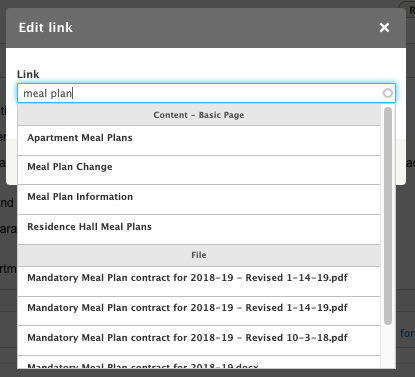 Edit link
Link
meal plan
Content - Basic Page
Apartment Meal Plans
Meal Plan Change
Meal Plan Information
Residence Hall Meal Plans
File
Mandatory Meal Plan contract for 2018-19 - Revised 1-14-19.pdf
Mandatory Meal Plan contract for 2018-19 - Revised 1-14-19.pdf
Mandatory Meal Plan contract for 2018-19 - Revised 10-3-18.pdf
Mandatory Meal Plan contract for 2018-19.docx
for